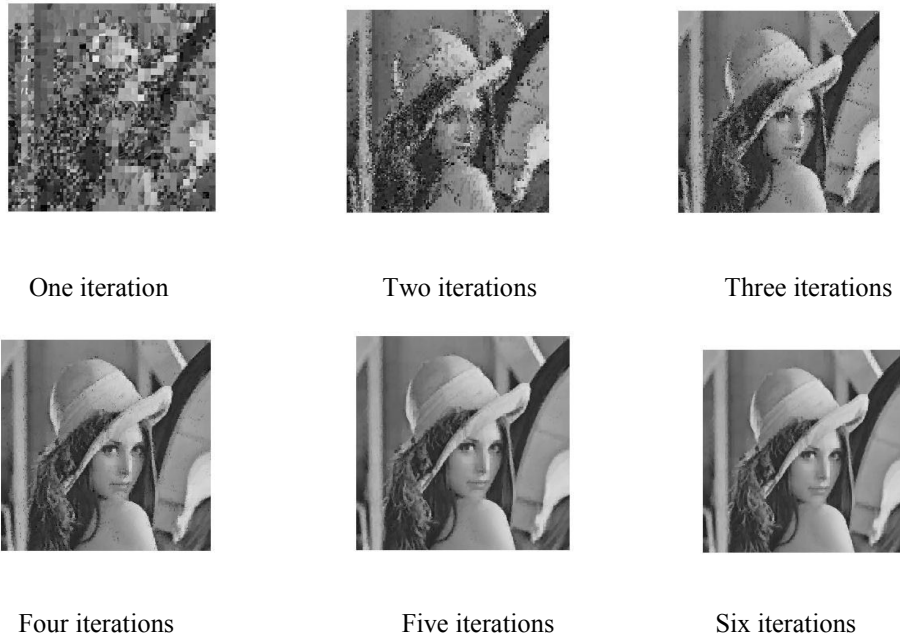 One iteration
Two iterations
Three iterations
Four iterations
Five iterations
Six iterations